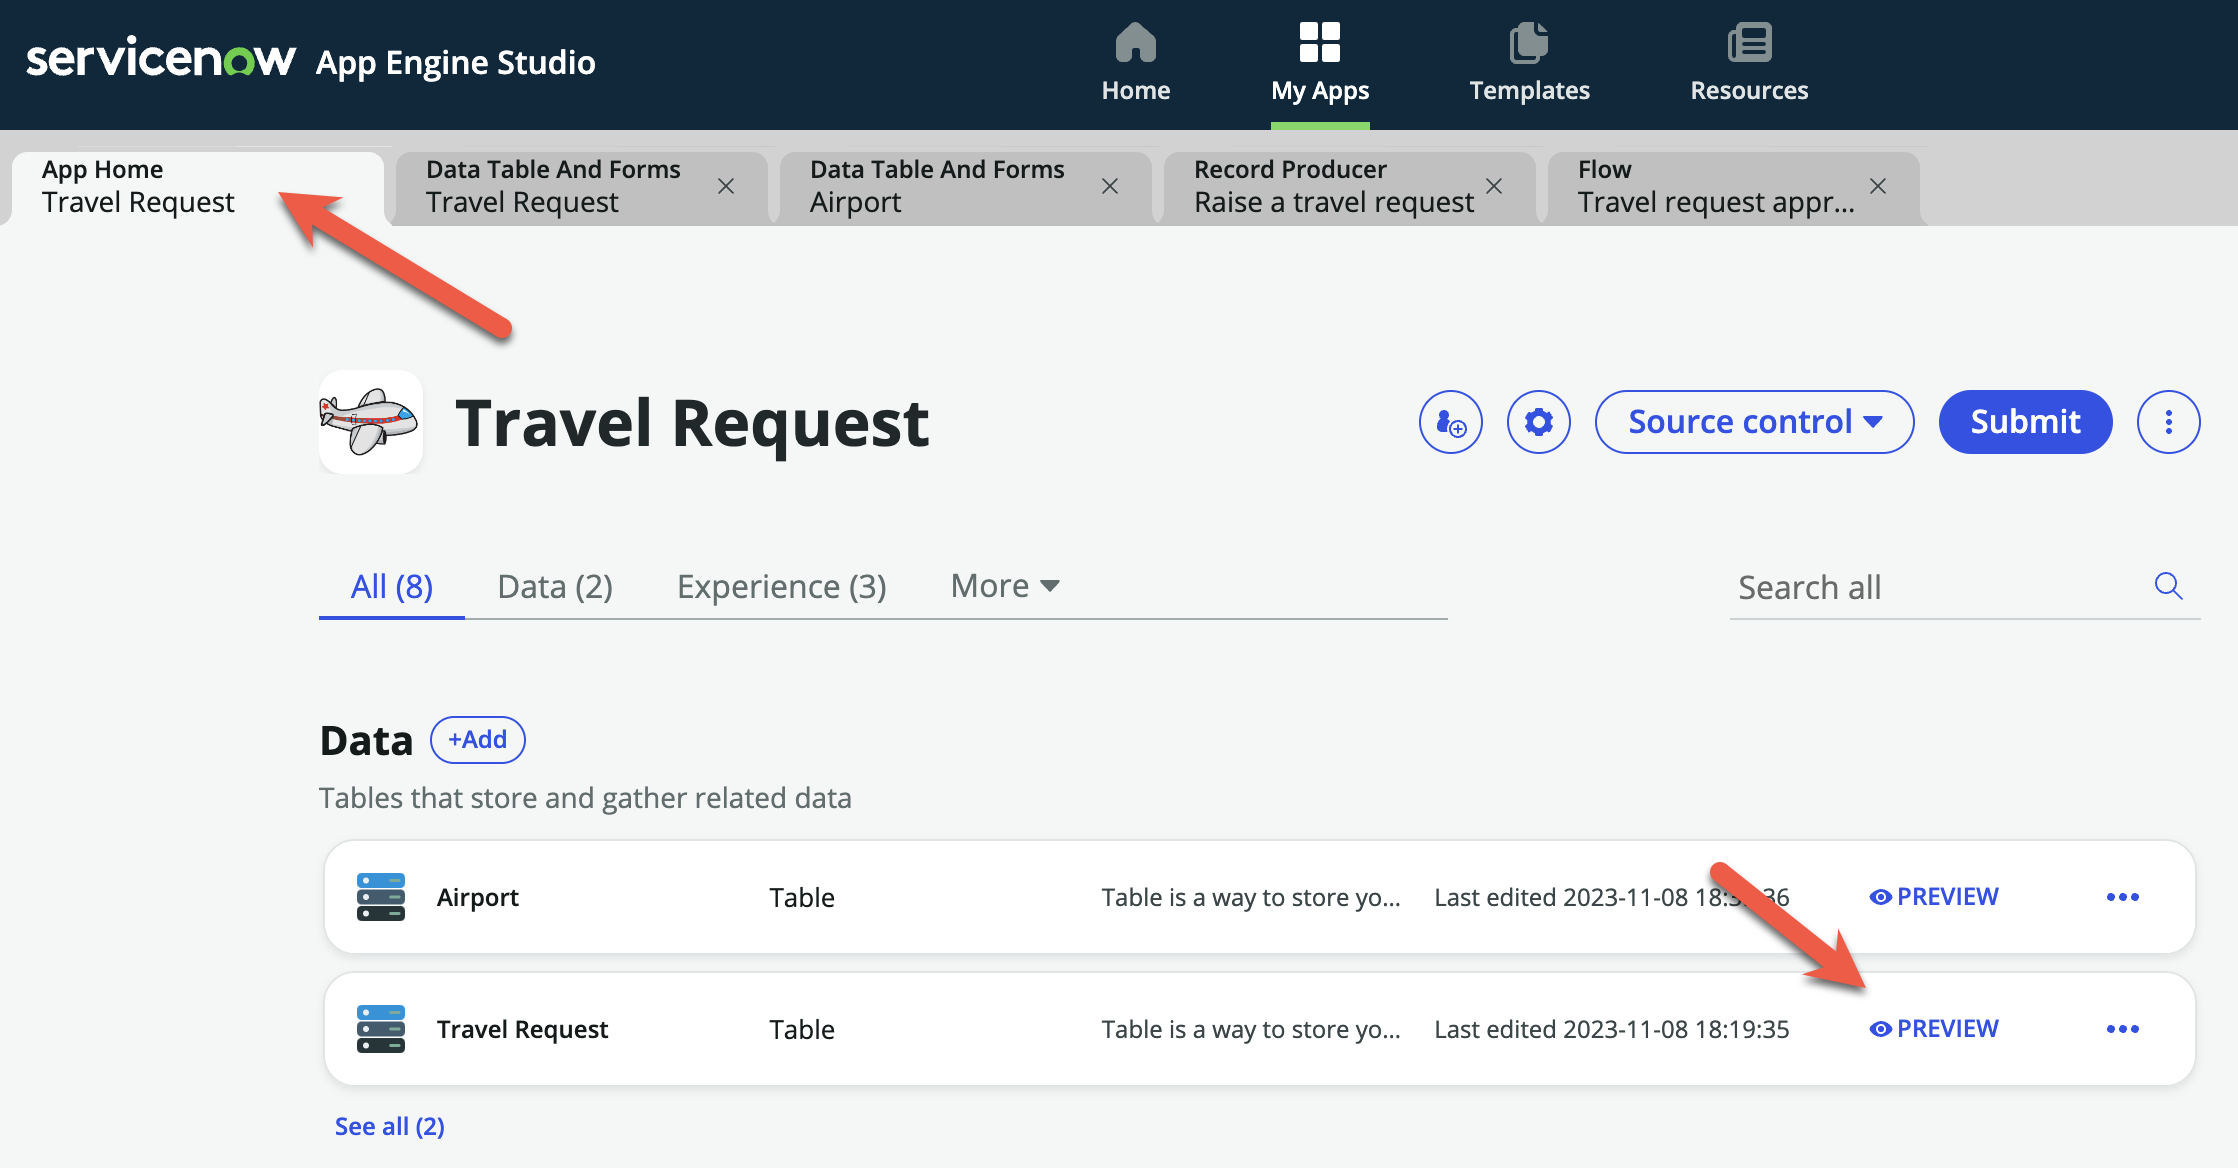 servicenow App Engine Studio
Home
My Apps
Templates
Resources
App Home
Travel Request
Data Table And Forms
Travel Request
Data Table And Forms
Airport
Record Producer
Raise a travel request
Flow
Travel request appr...
Travel Request
Source control
Submit
All (8)
Data (2)
Experience (3)
More
Search all
Data
+Add
Tables that store and gather related data
Airport
Table
Table is a way to store yo...
Last edited 2023-11-08
PREVIEW
Travel Request
Table
Table is a way to store yo...
Last edited 2023-11-08 18:19:35
PREVIEW
See all (2)